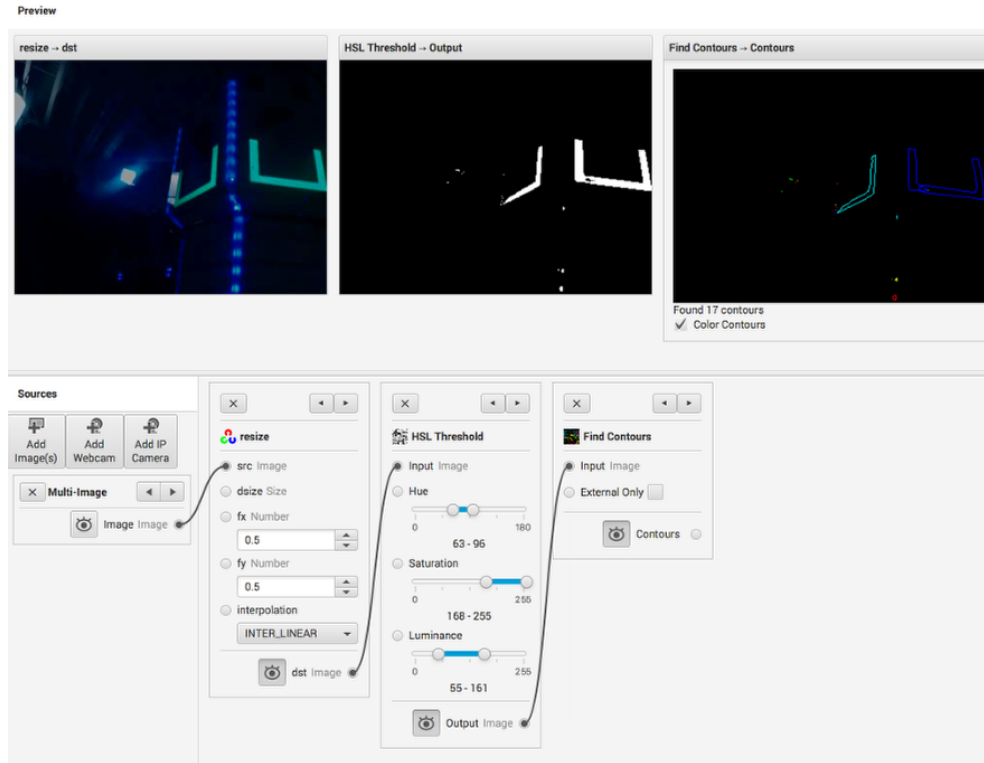 Preview
resize → dst
HSL Threshold → Output
Find Contours → Contours
Found 17 contours
Color Contours
Sources
Add Image(s)
Add Webcam
Add IP Camera
Multi-Image
Image Image
resize
src Image
dsize Size
fx Number
0.5
fy Number
0.5
interpolation
INTER_LINEAR
dst Image
HSL Threshold
Input Image
Hue
0 180
63 - 96
Saturation
0 255
168 - 255
Luminance
0 255
55 - 161
Output Image
Find Contours
Input Image
External Only
Contours